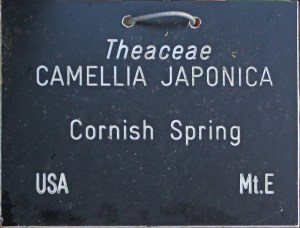 Theaceae
CAMELLIA JAPONICA
Cornish Spring
USA Mt.E